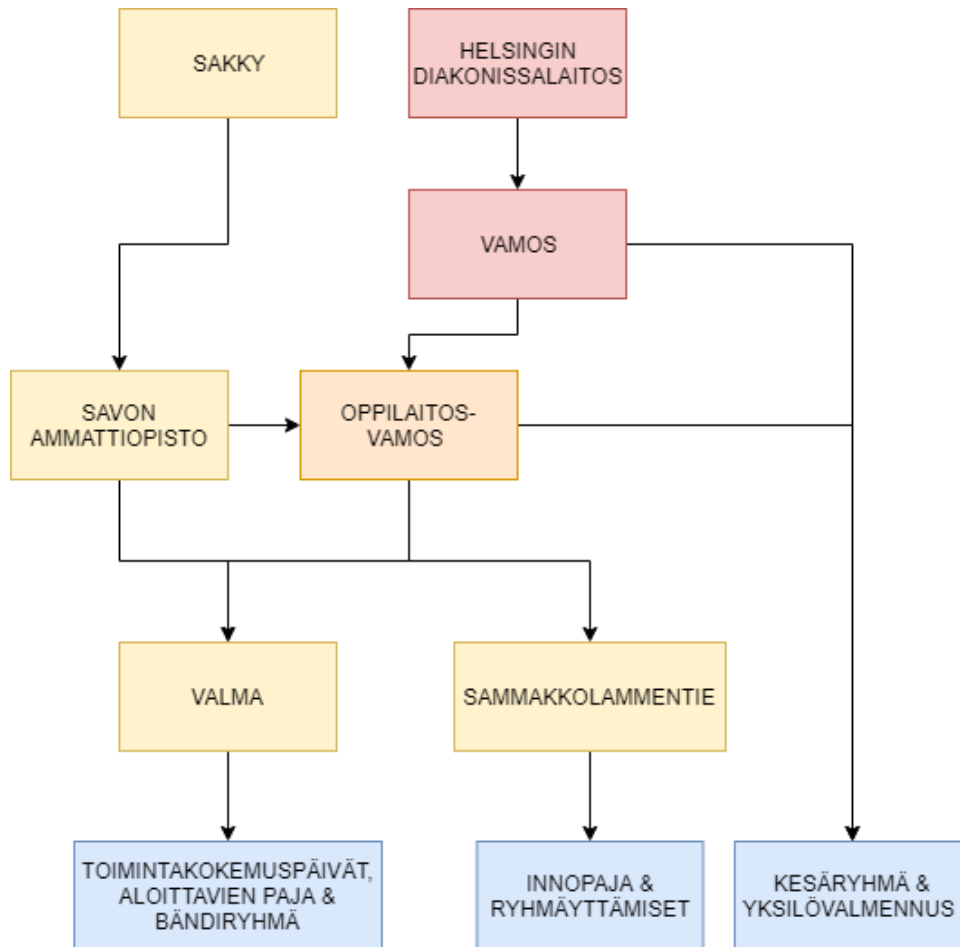 SAKKY
HELSINGIN
DIAKONISSALAITOS
VAMOS
SAVON
AMMATTIOPISTO
OPPILAITOS-
VAMOS
VALMA
SAMMAKKOLAMMENTIE
TOIMINTAKOKEMUSPÄIVÄT,
ALOITTAVIEN PAJA &
BÄNDIRYHMÄ
INNOPAJA &
RYHMÄYTTÄMISET
KESÄRYHMÄ &
YKSILÖVALMENNUS